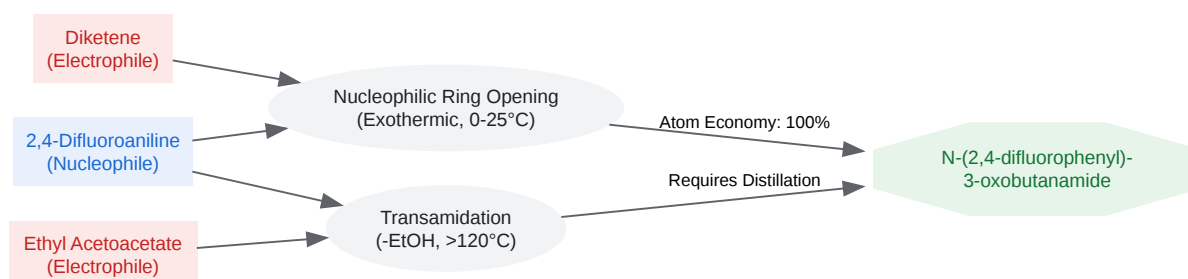 Diketene
(Electrophile)
2,4-Difluoroaniline
(Nucleophile)
Ethyl Acetoacetate
(Electrophile)
Nucleophilic Ring Opening
(Exothermic, 0-25°C)
Transamidation
(-EtOH, >120°C)
Atom Economy: 100%
Requires Distillation
N-(2,4-difluorophenyl)-
3-oxobutanamide